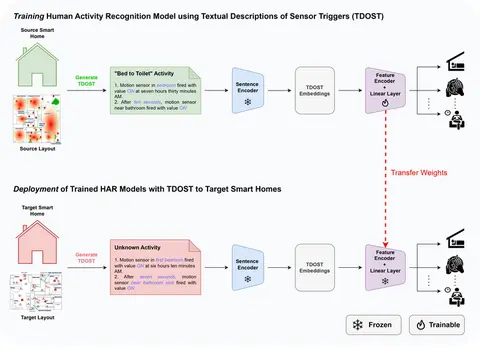 Training Human Activity Recognition Model using Textual Descriptions of Sensor Triggers (TDOST)
Source Smart
Home
Generate
TDOST
Source Layout
"Bed to Toilet" Activity
1. Motion sensor in bedroom fired with
value ON at seven hours thirty minutes
AM.
2. After ten seconds, motion sensor
near bathroom fired with value ON
Sentence
Encoder
TDOST
Embeddings
Feature
Encoder
+
Linear Layer
Transfer Weights
Deployment of Trained HAR Models with TDOST to Target Smart Homes
Target Smart
Home
Generate
TDOST
Target Layout
Unknown Activity
1. Motion sensor in first bedroom fired
with value ON at six hours ten minutes
AM.
2. After seven seconds, motion
sensor near bathroom sink fired with
value ON
Sentence
Encoder
TDOST
Embeddings
Feature
Encoder
+
Linear Layer
Frozen
Trainable